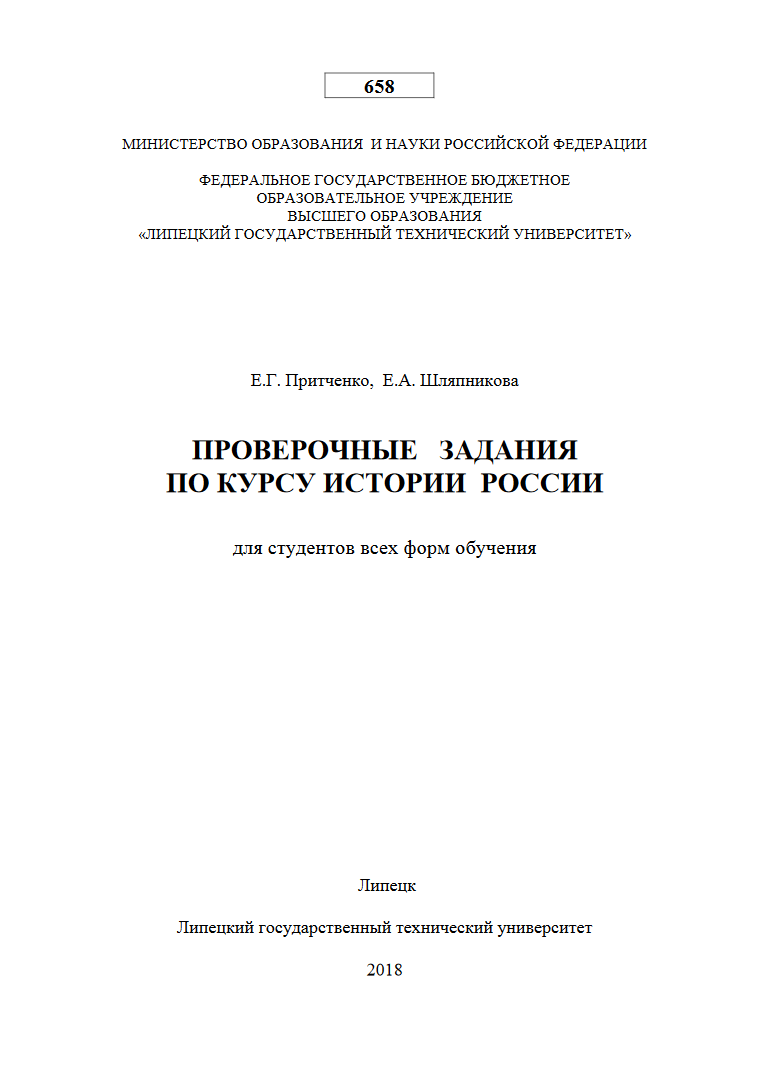 658
МИНИСТЕРСТВО ОБРАЗОВАНИЯ И НАУКИ РОССИЙСКОЙ ФЕДЕРАЦИИ
ФЕДЕРАЛЬНОЕ ГОСУДАРСТВЕННОЕ БЮДЖЕТНОЕ
ОБРАЗОВАТЕЛЬНОЕ УЧРЕЖДЕНИЕ
ВЫСШЕГО ОБРАЗОВАНИЯ
«ЛИПЕЦКИЙ ГОСУДАРСТВЕННЫЙ ТЕХНИЧЕСКИЙ УНИВЕРСИТЕТ»
Е.Г. Притченко, Е.А. Шляпникова
ПРОВЕРОЧНЫЕ ЗАДАНИЯ
ПО КУРСУ ИСТОРИИ РОССИИ
для студентов всех форм обучения
Липецк
Липецкий государственный технический университет
2018